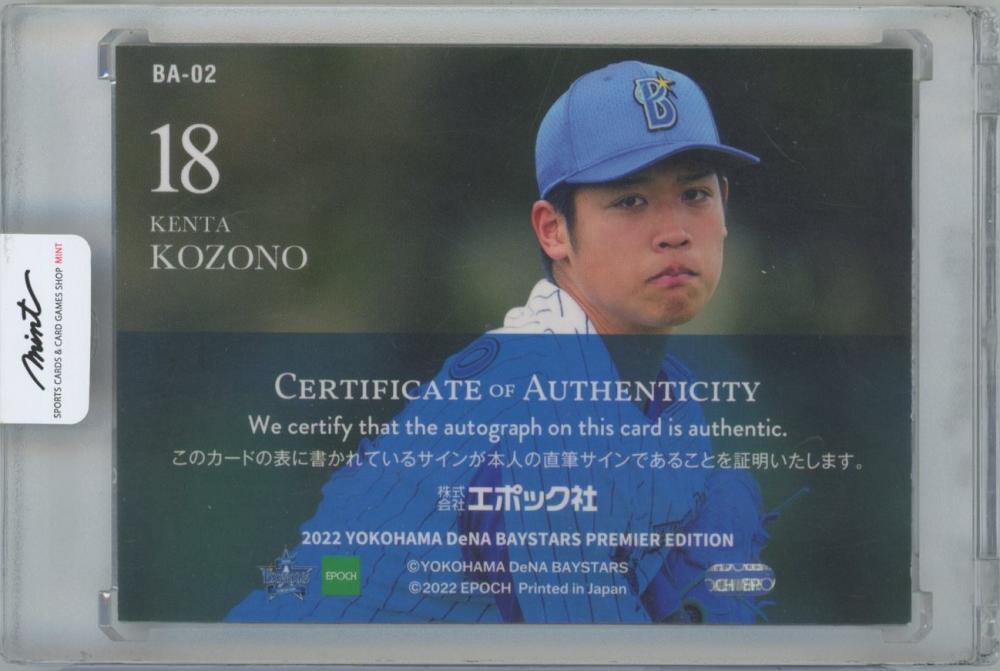 BA-02
18
KENTA
KOZONO
mint
SPORTS CARDS & CARD GAMES SHOP MINT
B
CERTIFICATE OF AUTHENTICITY
We certify that the autograph on this card is authentic.
このカードの表に書かれているサインが本人の直筆サインであることを証明いたします。
株式会社エポック社
2022 YOKOHAMA DeNA BAYSTARS PREMIER EDITION
EPOCH
©YOKOHAMA DeNA BAYSTARS
©2022 EPOCH Printed in Japan